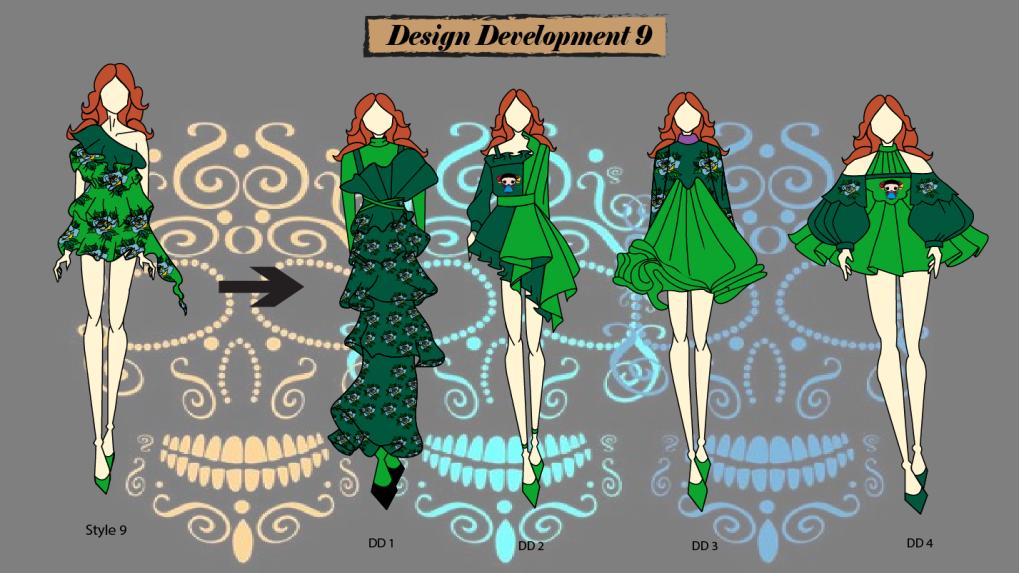 Design Development 9
Style 9
DD 1
DD 2
DD 3
DD 4